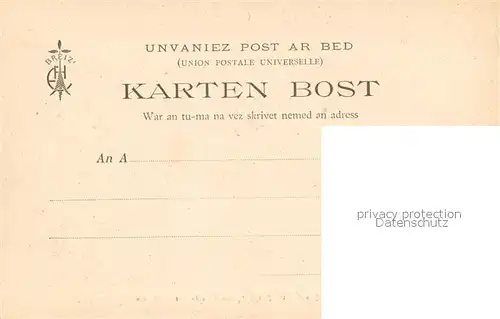 BREIZ
UNVANIEZ POST AR BED
(UNION POSTALE UNIVERSELLE)
KARTEN BOST
War an tu-ma na vez skrivet nemed an adress
An A
privacy protection
Datenschutz